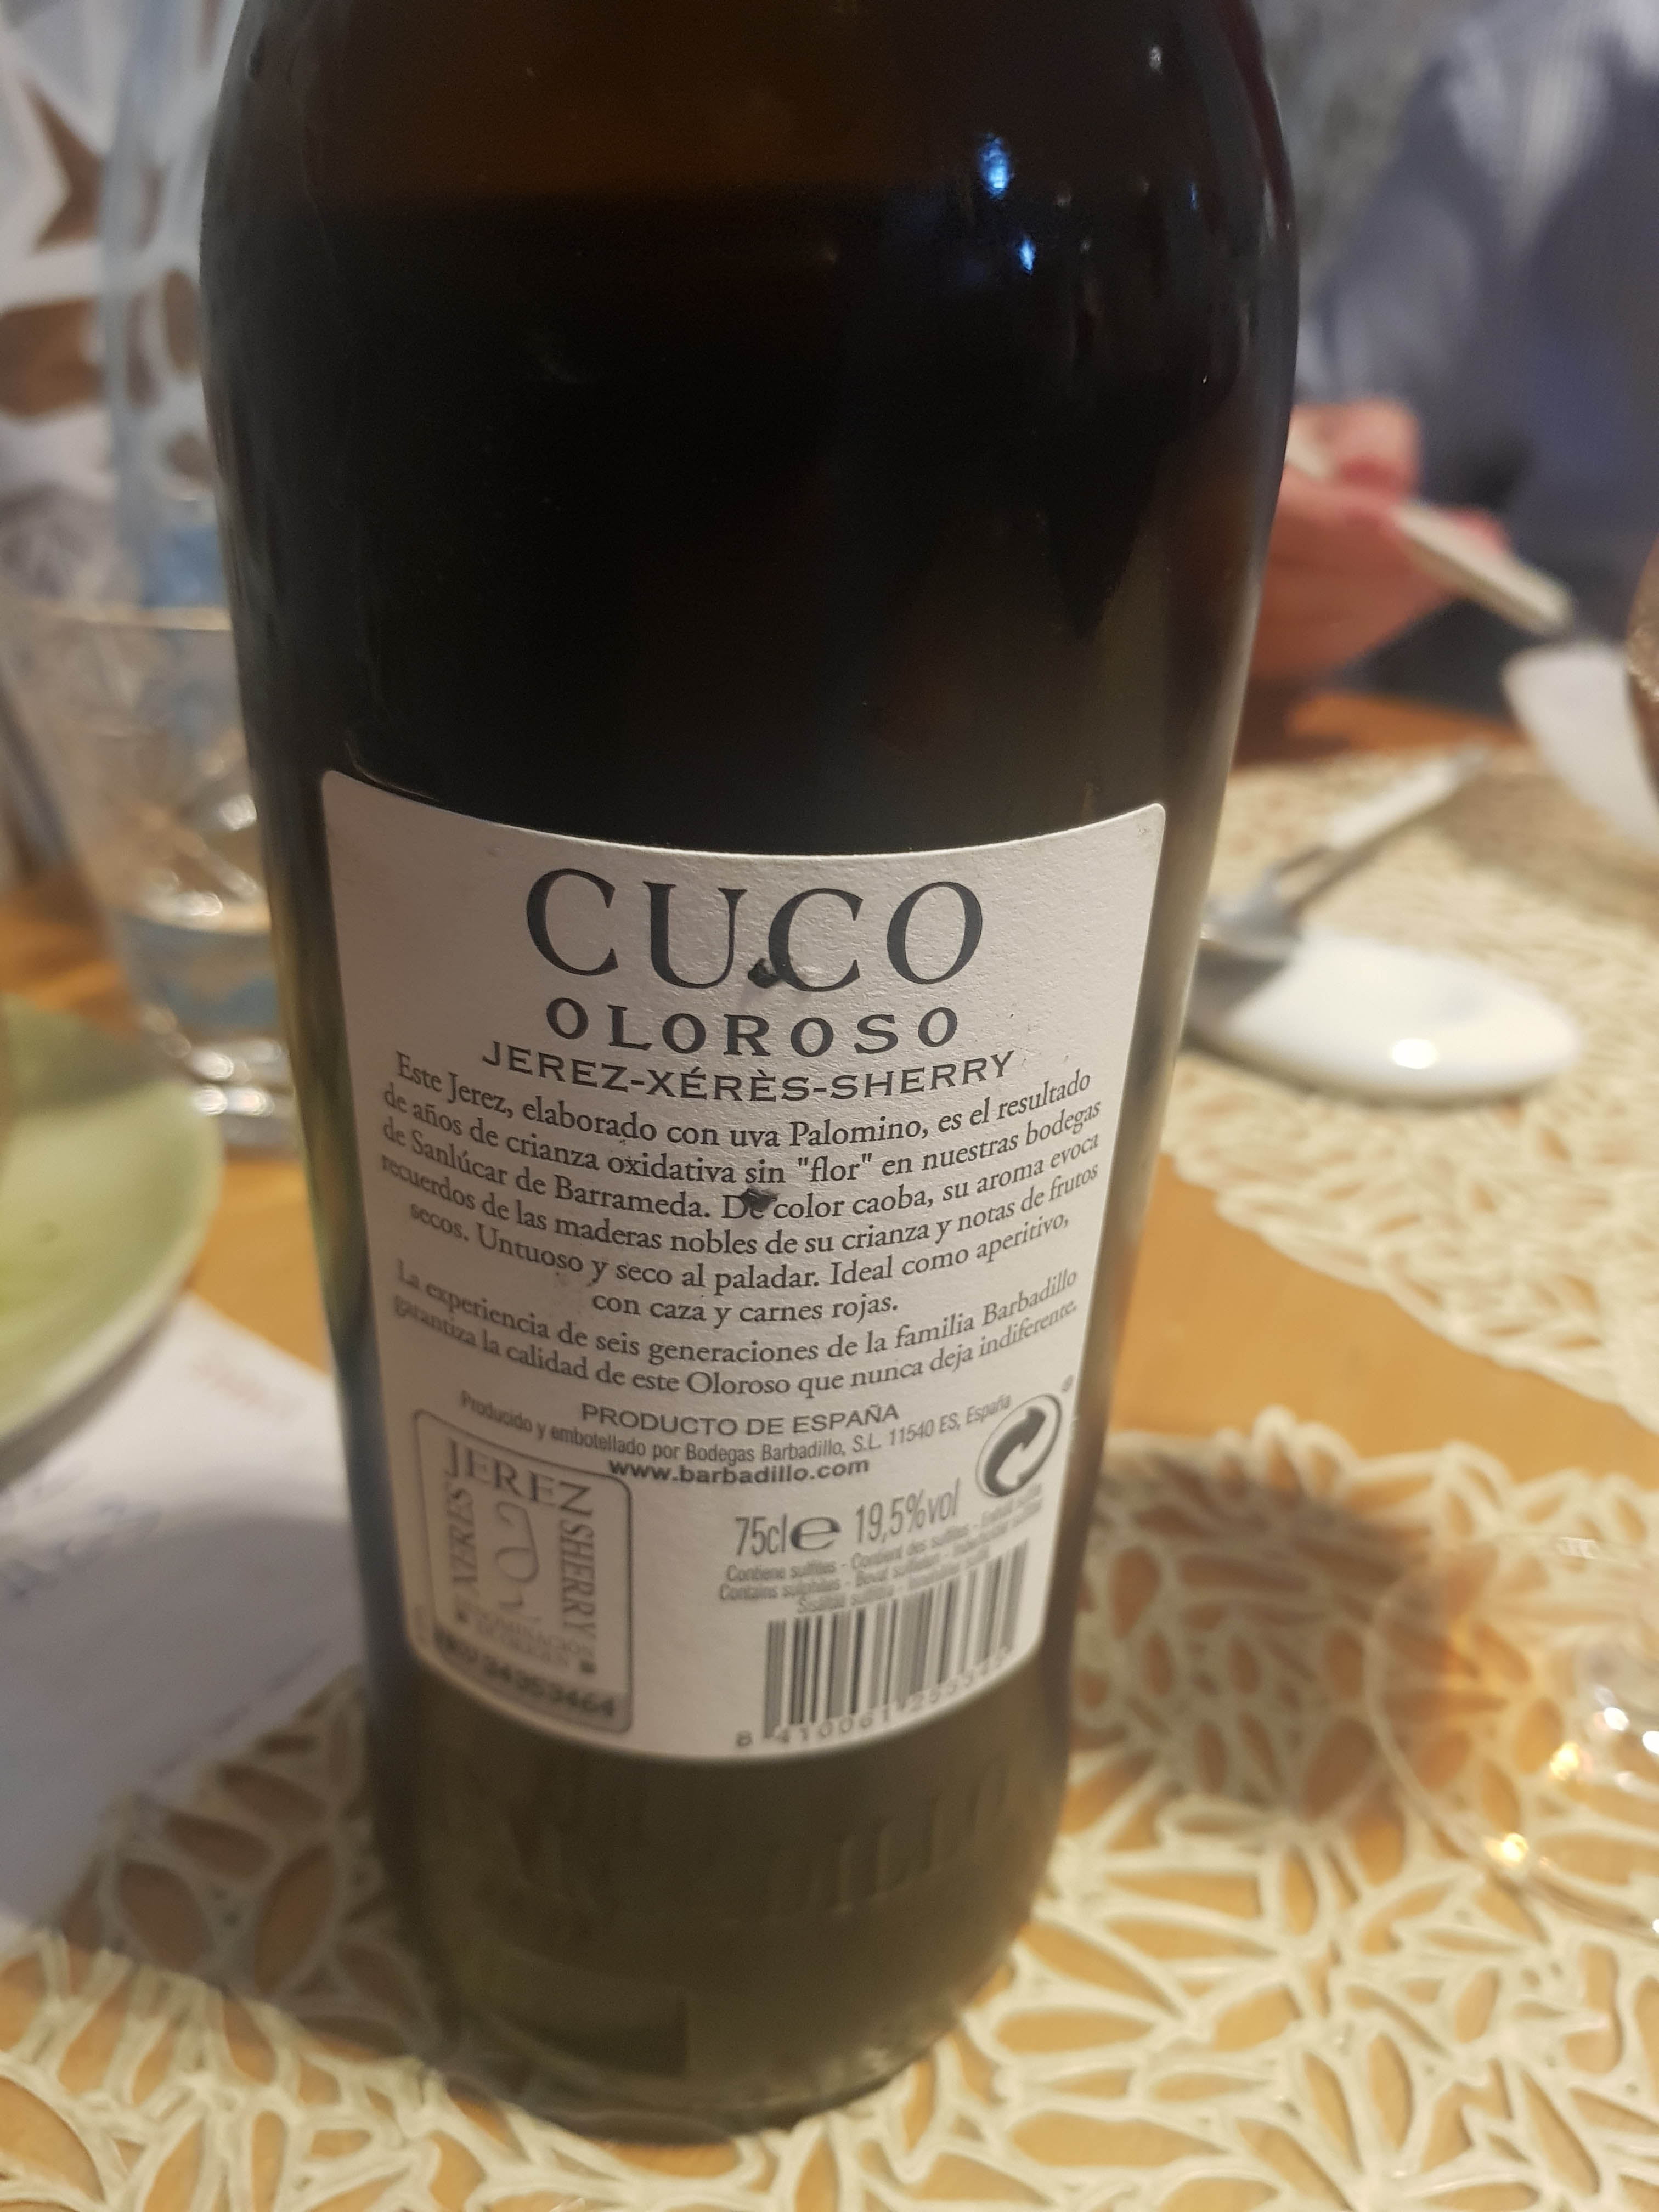 CUCO
OLOROSO
JEREZ-XÉRÈS-SHERRY
Este Jerez, elaborado con uva Palomino, es el resultado
de años de crianza oxidativa sin "flor" en nuestras bodegas
de Sanlúcar de Barrameda. De color caoba, su aroma evoca
recuerdos de las maderas nobles de su crianza y notas de frutos
secos. Untuoso y seco al paladar. Ideal como aperitivo,
con caza y carnes rojas.
La experiencia de seis generaciones de la familia Barbadillo
garantiza la calidad de este Oloroso que nunca deja indiferente.
PRODUCTO DE ESPAÑA
Producido y embotellado por Bodegas Barbadillo, S.L. 11540 ES, España
www.barbadillo.com
JEREZ
XERES
SHERRY
75cl e 19,5%vol
Contiene sulfitos - Contient des sulfites -
Contains sulphites - Bevat sulfieten -